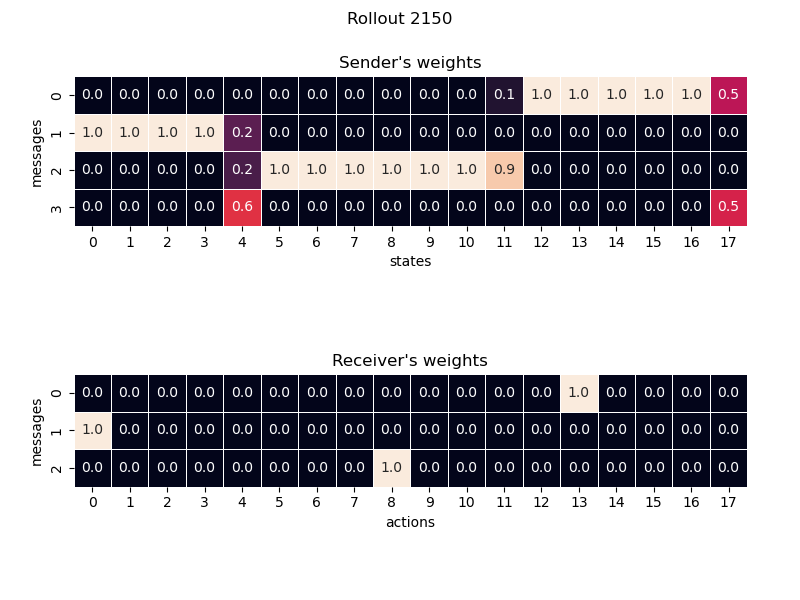 Rollout 2150
Sender's weights
0 0.0 0.0 0.0 0.0 0.0 0.0 0.0 0.0 0.0 0.0 0.0 0.1 1.0 1.0 1.0 1.0 1.0 0.5
1 1.0 1.0 1.0 1.0 0.2 0.0 0.0 0.0 0.0 0.0 0.0 0.0 0.0 0.0 0.0 0.0 0.0 0.0
2 0.0 0.0 0.0 0.0 0.2 1.0 1.0 1.0 1.0 1.0 1.0 0.9 0.0 0.0 0.0 0.0 0.0 0.0
3 0.0 0.0 0.0 0.0 0.6 0.0 0.0 0.0 0.0 0.0 0.0 0.0 0.0 0.0 0.0 0.0 0.0 0.5
messages
0 1 2 3 4 5 6 7 8 9 10 11 12 13 14 15 16 17
states
Receiver's weights
0 0.0 0.0 0.0 0.0 0.0 0.0 0.0 0.0 0.0 0.0 0.0 0.0 0.0 1.0 0.0 0.0 0.0 0.0
1 1.0 0.0 0.0 0.0 0.0 0.0 0.0 0.0 0.0 0.0 0.0 0.0 0.0 0.0 0.0 0.0 0.0 0.0
2 0.0 0.0 0.0 0.0 0.0 0.0 0.0 0.0 1.0 0.0 0.0 0.0 0.0 0.0 0.0 0.0 0.0 0.0
messages
0 1 2 3 4 5 6 7 8 9 10 11 12 13 14 15 16 17
actions